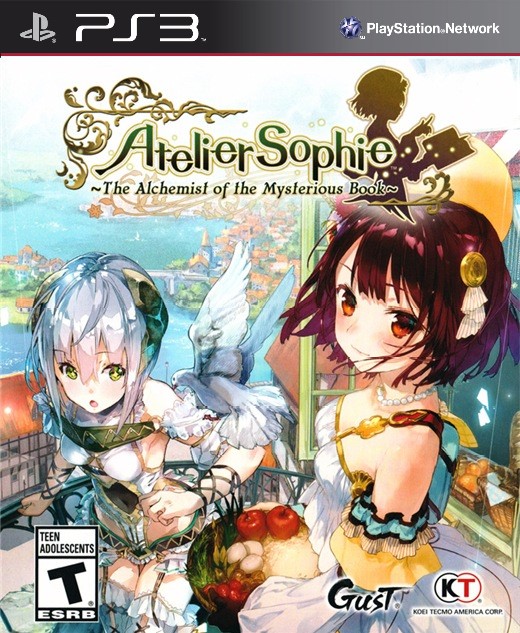 PS3
PlayStation®Network
Atelier Sophie
~The Alchemist of the Mysterious Book~
TEEN
ADOLESCENTS
T
ESRB
GUST
KT
KOEI TECMO AMERICA CORP.